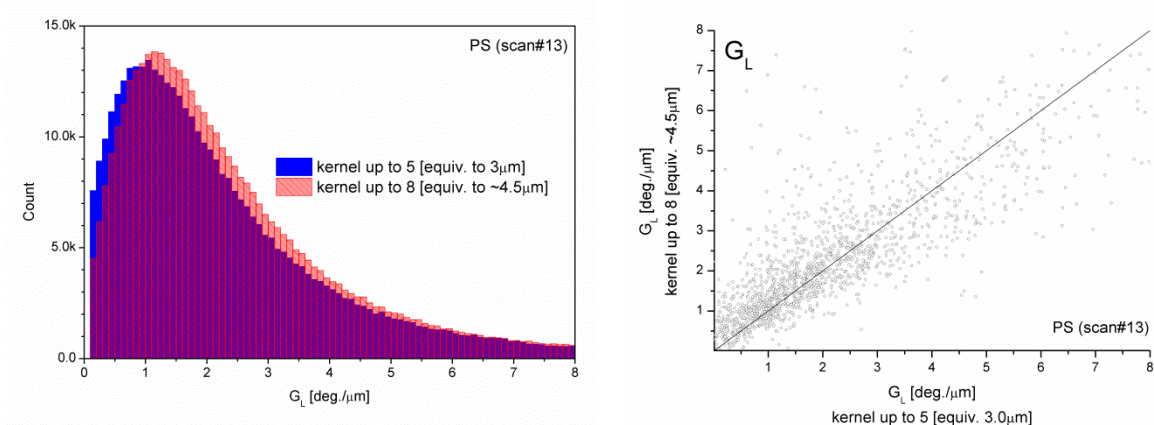 15.0k
10.0k
5.0k
0.0
Count
PS (scan#13)
kernel up to 5 [equiv. to 3μm]
kernel up to 8 [equiv. to ~4.5μm]
0 1 2 3 4 5 6 7 8
G_L [deg./μm]
8
7
6
5
4
3
2
1
G_L
G_L [deg./μm]
kernel up to 8 [equiv. ~4.5μm]
PS (scan#13)
1 2 3 4 5 6 7 8
G_L [deg./μm]
kernel up to 5 [equiv. 3.0μm]